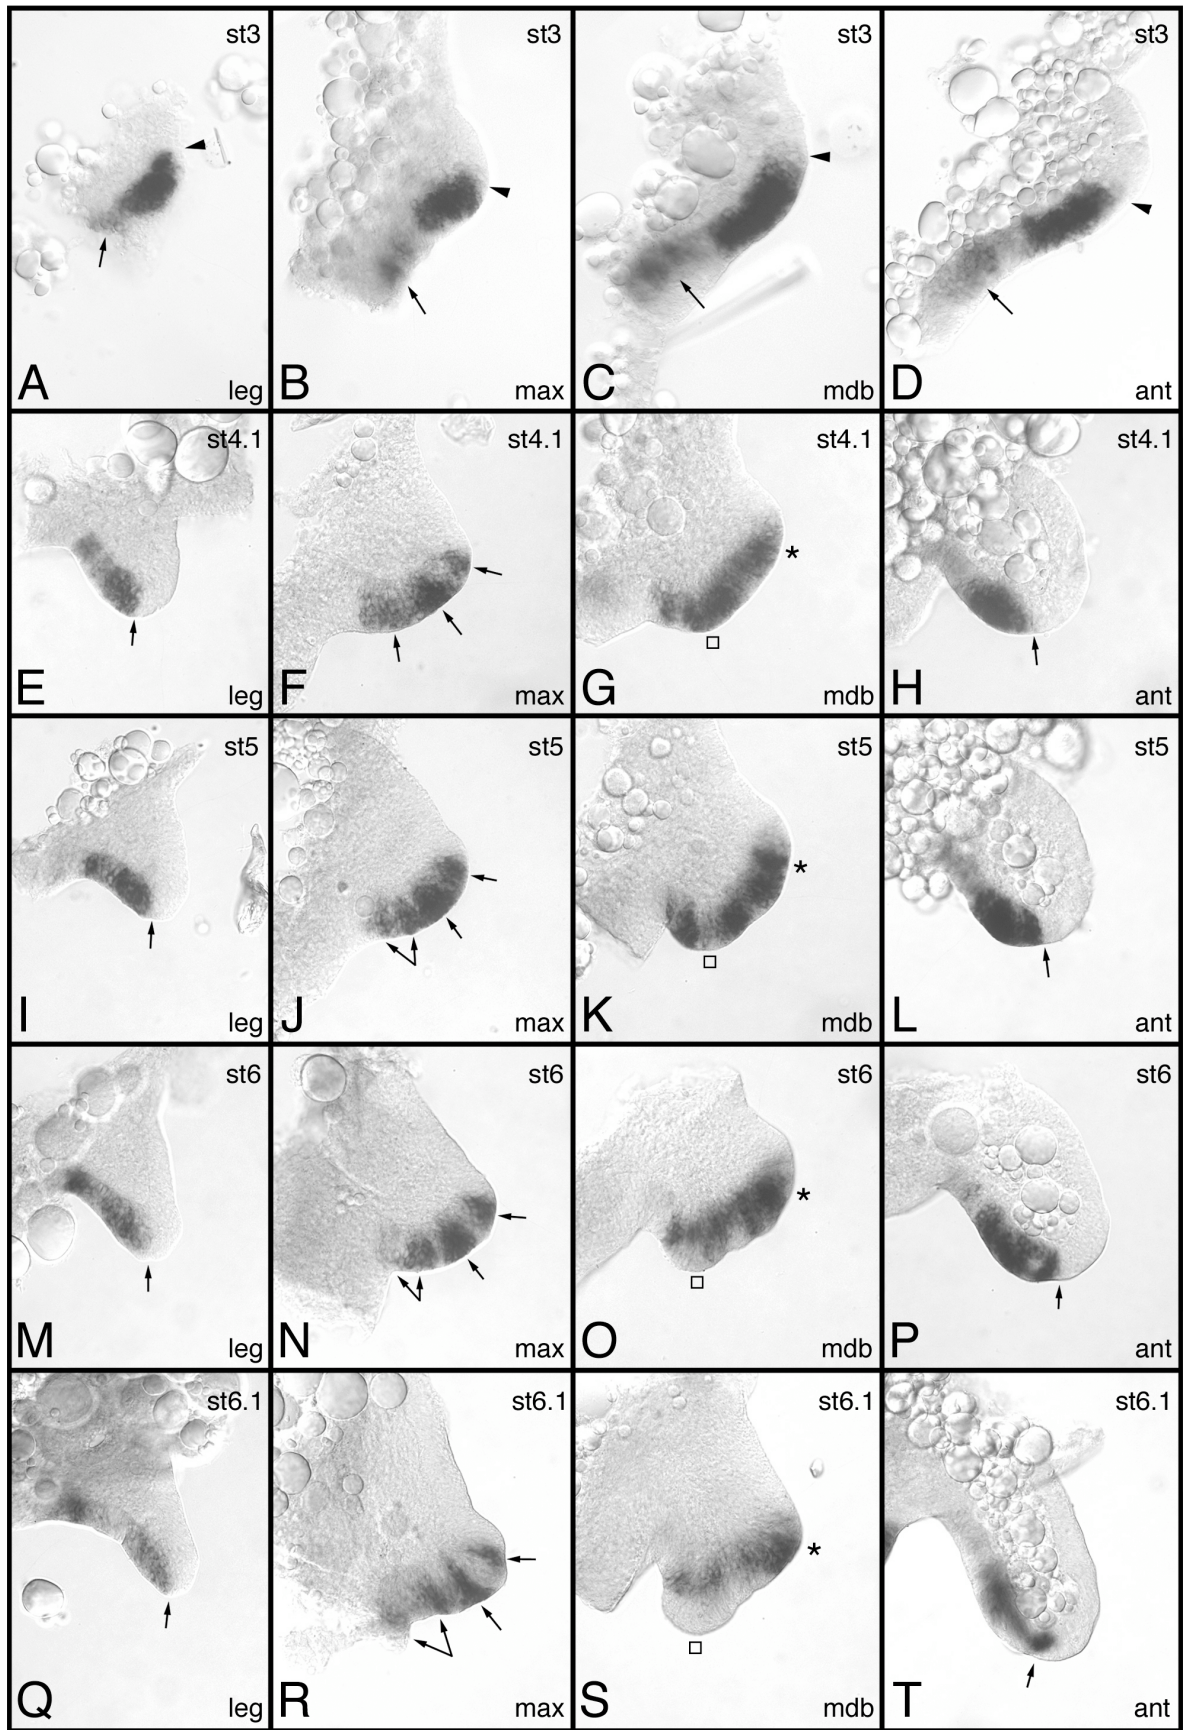 st3
A
leg
st3
B
max
st3
C
mdb
st3
D
ant
st4.1
E
leg
st4.1
F
max
st4.1
G
mdb
st4.1
H
ant
st5
I
leg
st5
J
max
*
st5
K
mdb
st5
L
ant
st6
M
leg
st6
N
max
st6
O
mdb
st6
P
ant
st6.1
Q
leg
st6.1
R
max
st6.1
S
mdb
st6.1
T
ant